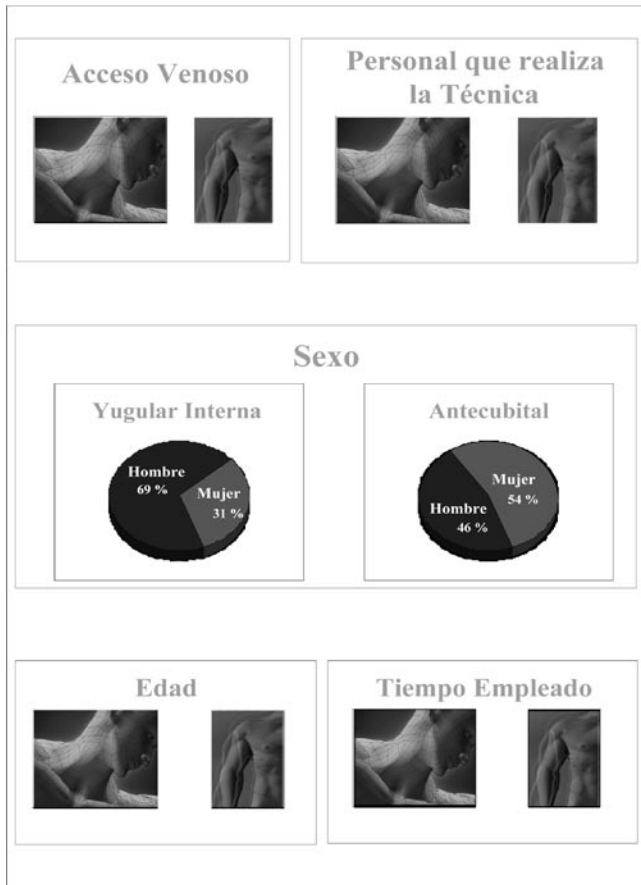 Acceso Venoso
Personal que realiza
la Técnica
Sexo
Yugular Interna
Hombre
69 %
Mujer
31 %
Antecubital
Mujer
54 %
Hombre
46 %
Edad
Tiempo Empleado